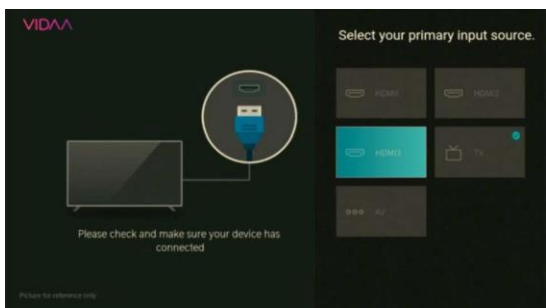 VIDAA
Select your primary input source.
HDMI1
HDMI2
HDMI3
TV
AV
Please check and make sure your device has
connected
Picture for reference only